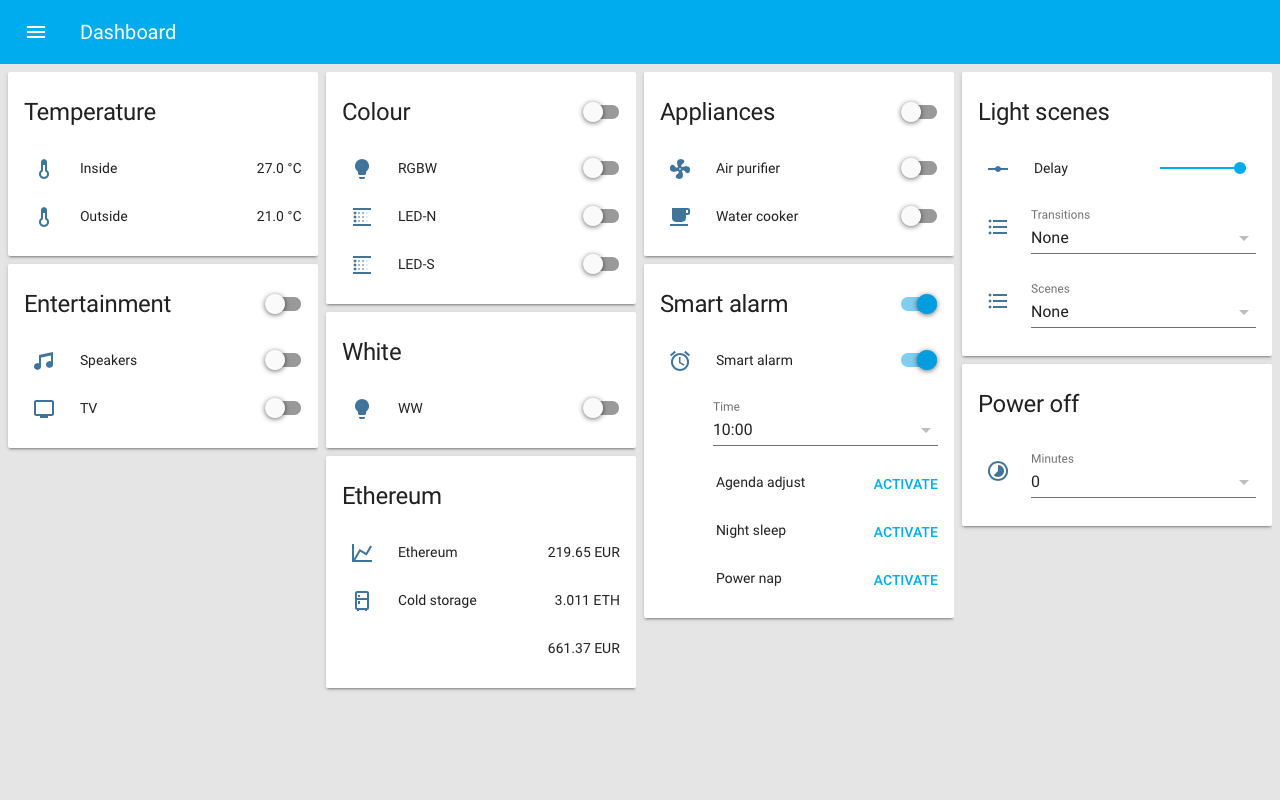 Dashboard
Temperature
Inside 27.0 °C
Outside 21.0 °C
Entertainment
Speakers
TV
Colour
RGBW
LED-N
LED-S
White
WW
Ethereum
Ethereum 219.65 EUR
Cold storage 3.011 ETH
661.37 EUR
Appliances
Air purifier
Water cooker
Smart alarm
Smart alarm
Time
10:00
Agenda adjust ACTIVATE
Night sleep ACTIVATE
Power nap ACTIVATE
Light scenes
Delay
Transitions
None
Scenes
None
Power off
Minutes
0